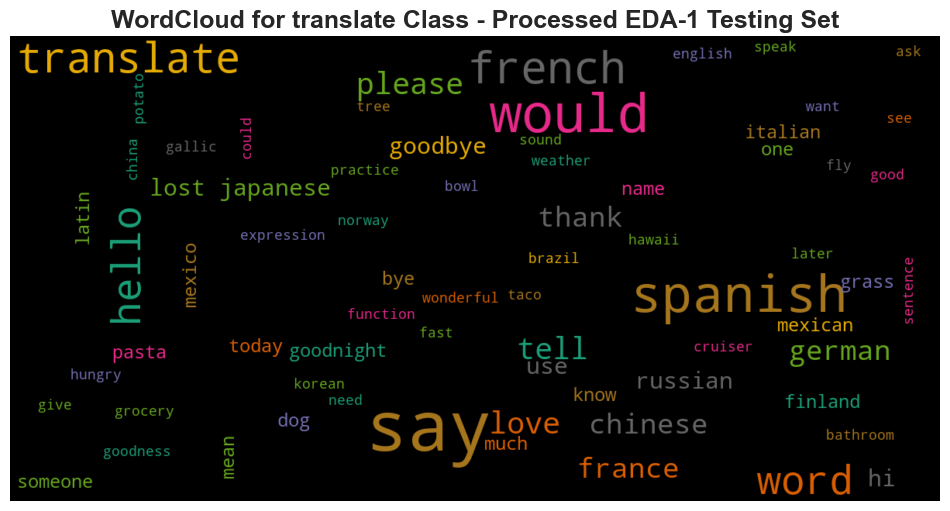 WordCloud for translate Class - Processed EDA-1 Testing Set
translate
french
please
would
english
speak
ask
potato
tree
want
see
could
gallic
china
goodbye
sound
italian
one
weather
fly
good
practice
bowl
name
lost japanese
latin
hello
mexico
norway
thank
expression
hawaii
brazil
later
bye
wonderful
taco
spanish
grass
sentence
function
mexican
fast
pasta
today
goodnight
tell
use
cruiser
german
hungry
korean
need
know
russian
finland
give
grocery
dog
say
love
much
chinese
bathroom
goodness
mean
someone
france
word
hi